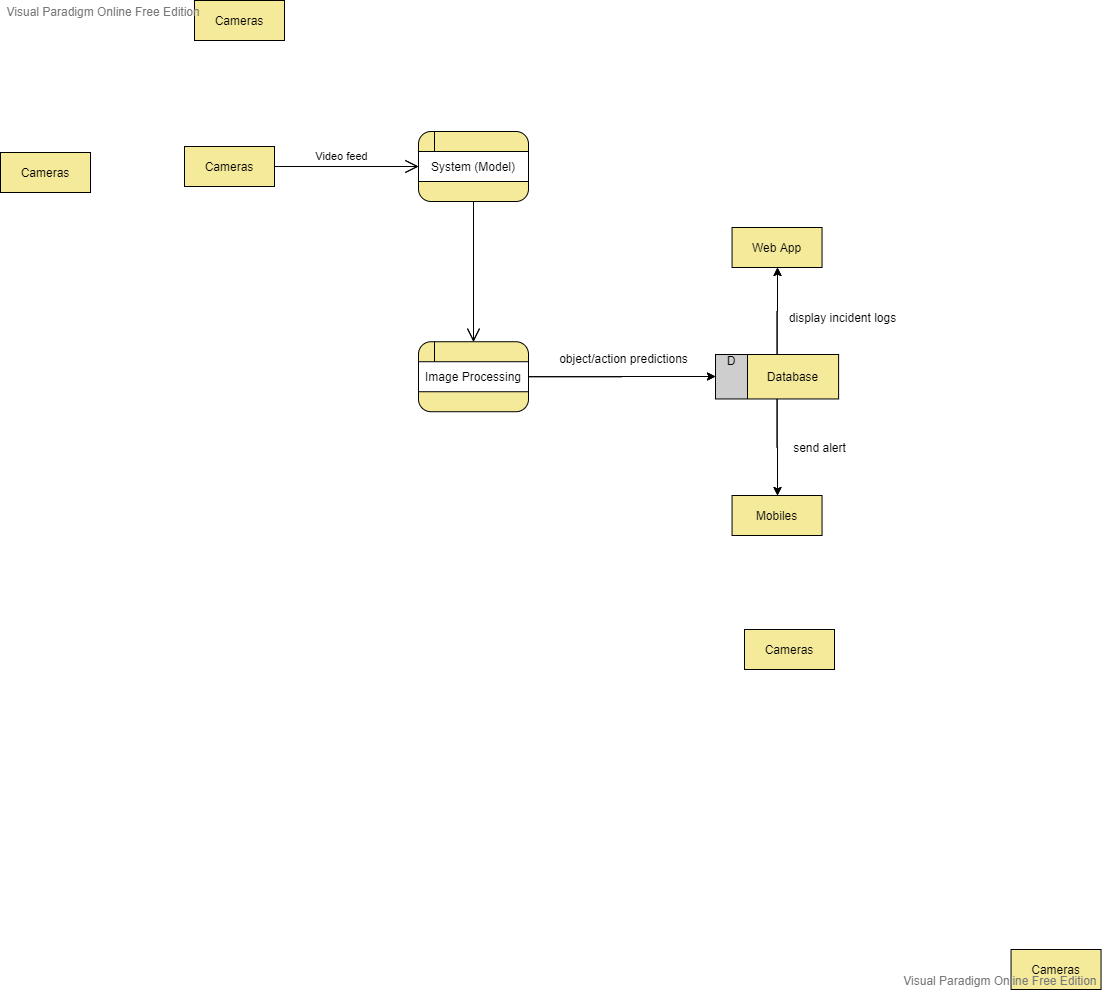 Visual Paradigm Online Free Edition
Cameras
Video feed
Cameras
System (Model)
Cameras
Web App
display incident logs
object/action predictions
D
Image Processing
Database
send alert
Mobiles
Cameras
Cameras
Visual Paradigm Online Free Edition